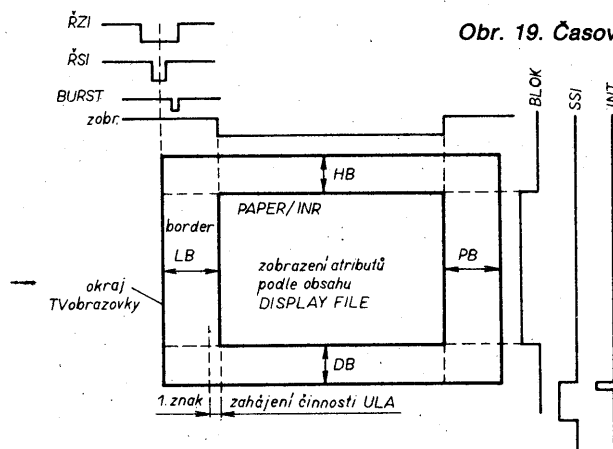 Obr. 19. Časov
ŘZI
ŘSI
BURST
zobr.
BLOK
SSI
INT
HB
PAPER/INR
border
LB
PB
zobrazení atributů
podle obsahu
DISPLAY FILE
okraj
TVobrazovky
DB
1. znak
zahájení činnosti ULA